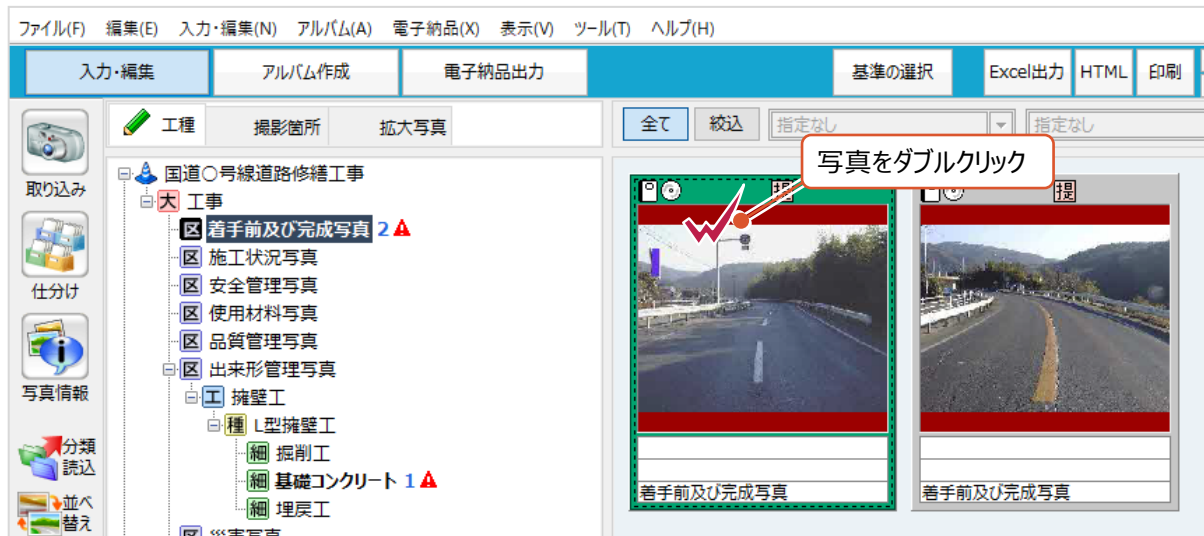 ファイル(F) 編集(E) 入力・編集(N) アルバム(A) 電子納品(X) 表示(V) ツール(T) ヘルプ(H)
入力・編集 アルバム作成 電子納品出力 基準の選択 Excel出力 HTML 印刷
取り込み
仕分け
写真情報
分類
読込
並べ
替え
工種 撮影箇所 拡大写真
国道○号線道路修繕工事
大 工事
区 着手前及び完成写真 2
区 施工状況写真
区 安全管理写真
区 使用材料写真
区 品質管理写真
区 出来形管理写真
工 擁壁工
種 L型擁壁工
細 掘削工
細 基礎コンクリート 1
細 埋戻工
区 災害写真
全て 絞込 指定なし 指定なし
写真をダブルクリック
提
提
着手前及び完成写真
着手前及び完成写真